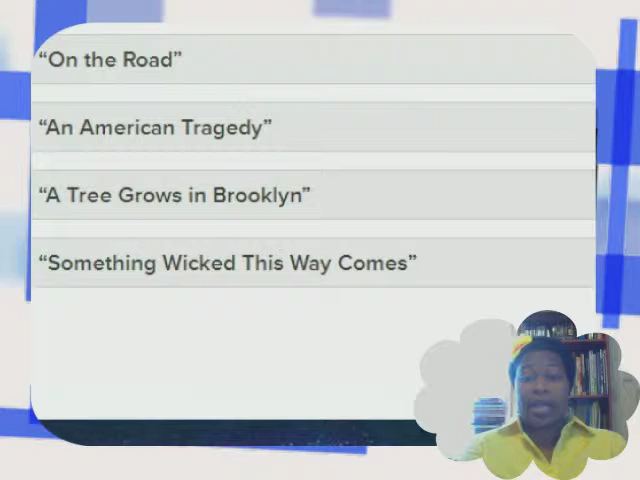 “On the Road”
“An American Tragedy”
“A Tree Grows in Brooklyn”
“Something Wicked This Way Comes”